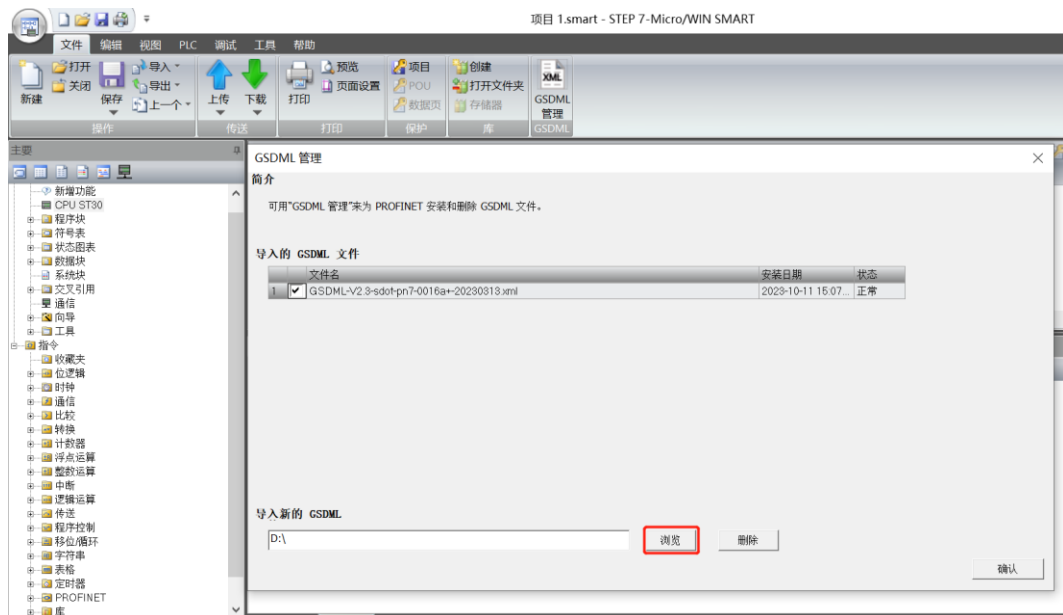 项目 1.smart - STEP 7-Micro/WIN SMART
文件 编辑 视图 PLC 调试 工具 帮助
新建 打开 关闭 保存 导入 导出 上一个 上传 下载 打印 预览 页面设置 项目 POU 数据页 创建 打开文件夹 存储器 XML GSDML 管理
操作 传送 打印 保护 库 GSDML
主要
新增功能
CPU ST30
程序块
符号表
状态图表
数据块
系统块
交叉引用
通信
向导
工具
指令
收藏夹
位逻辑
时钟
通信
比较
转换
计数器
浮点运算
整数运算
中断
逻辑运算
传送
程序控制
移位/循环
字符串
表格
定时器
PROFINET
库
GSDML 管理
简介
可用"GSDML 管理"来为 PROFINET 安装和删除 GSDML 文件。
导入的 GSDML 文件
文件名 安装日期 状态
1 GSDML-V2.3-sdot-pn7-0016a+-20230313.xml 2023-10-11 15:07... 正常
导入新的 GSDML
D:\ 浏览 删除
确认